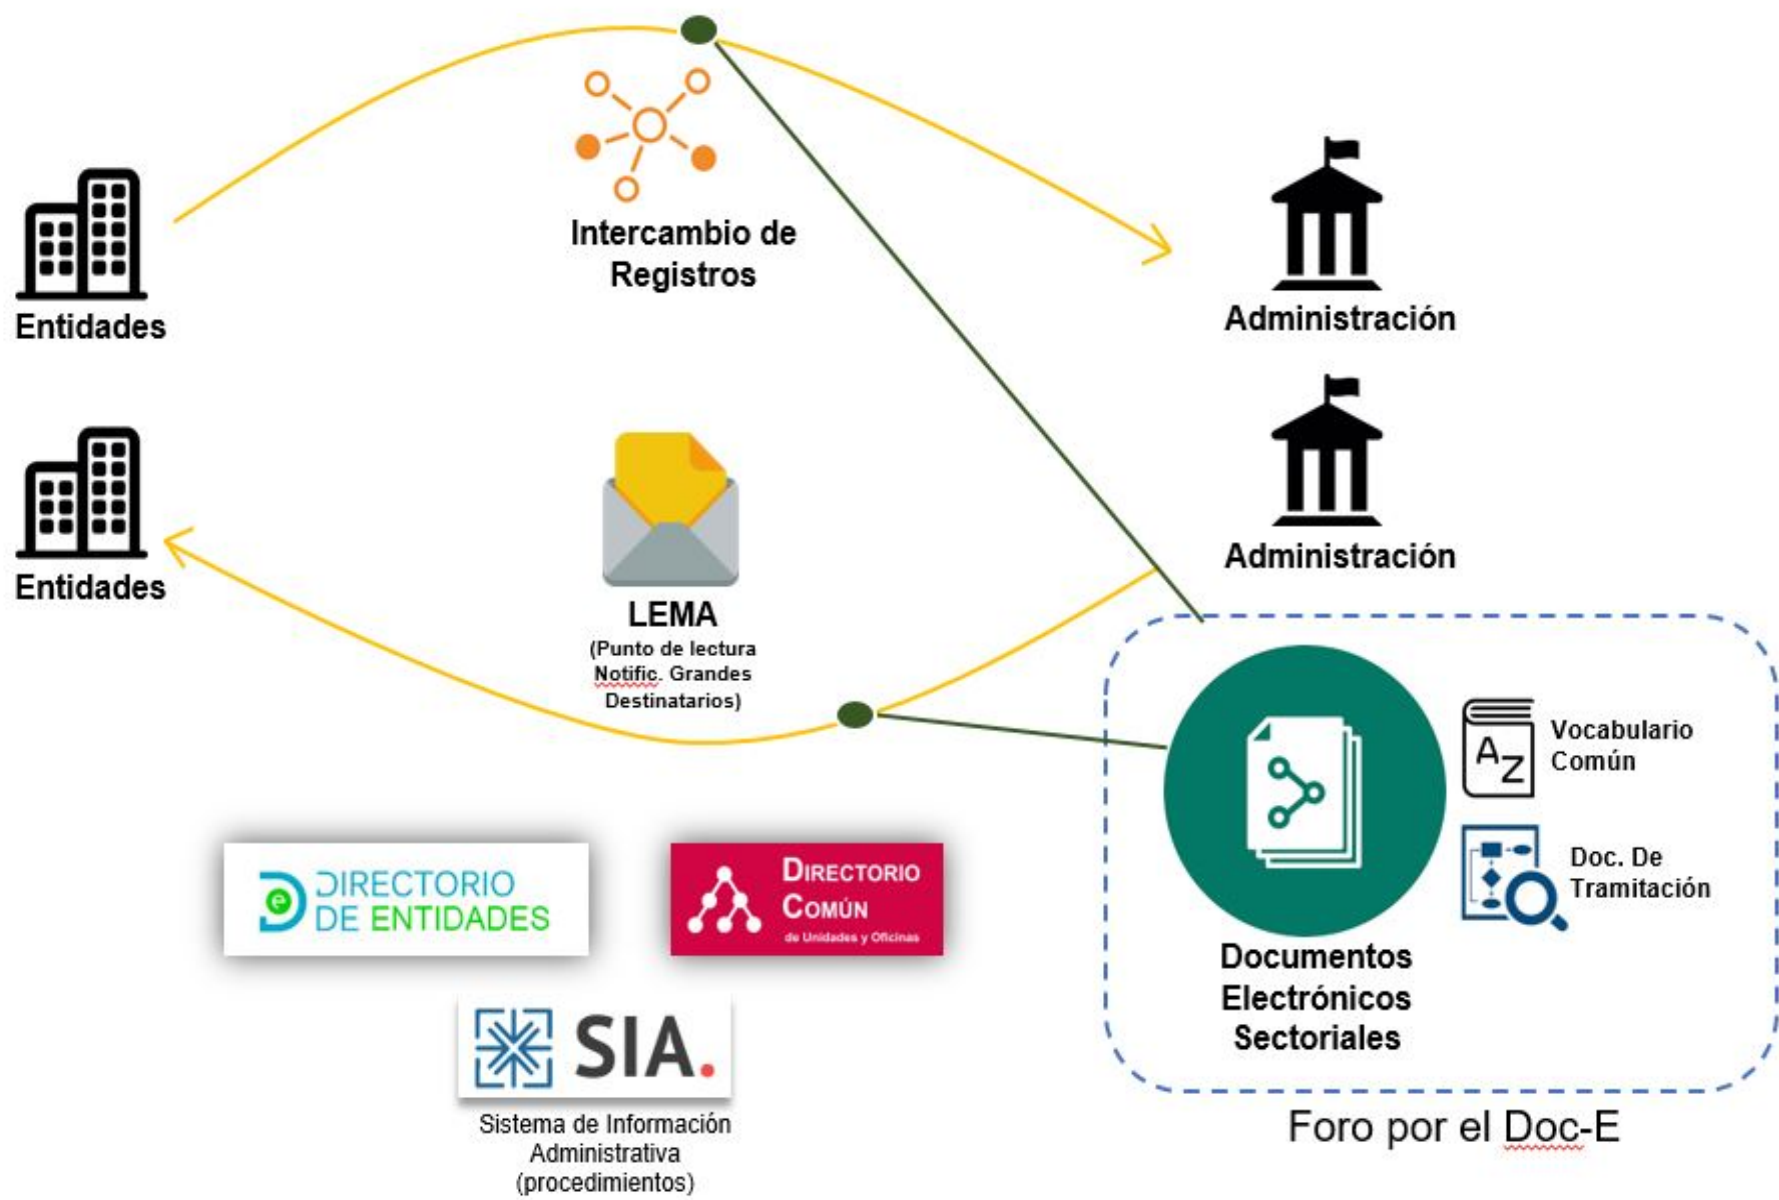 Intercambio de
Registros
Entidades
Administración
Entidades
Administración
LEMA
(Punto de lectura
Notific. Grandes
Destinatarios)
A
Z
Vocabulario
Común
Doc. De
Tramitación
Documentos
Electrónicos
Sectoriales
Foro por el Doc-E
e
DIRECTORIO
DE ENTIDADES
DIRECTORIO
COMÚN
de Unidades y Oficinas
SIA.
Sistema de Información
Administrativa
(procedimientos)